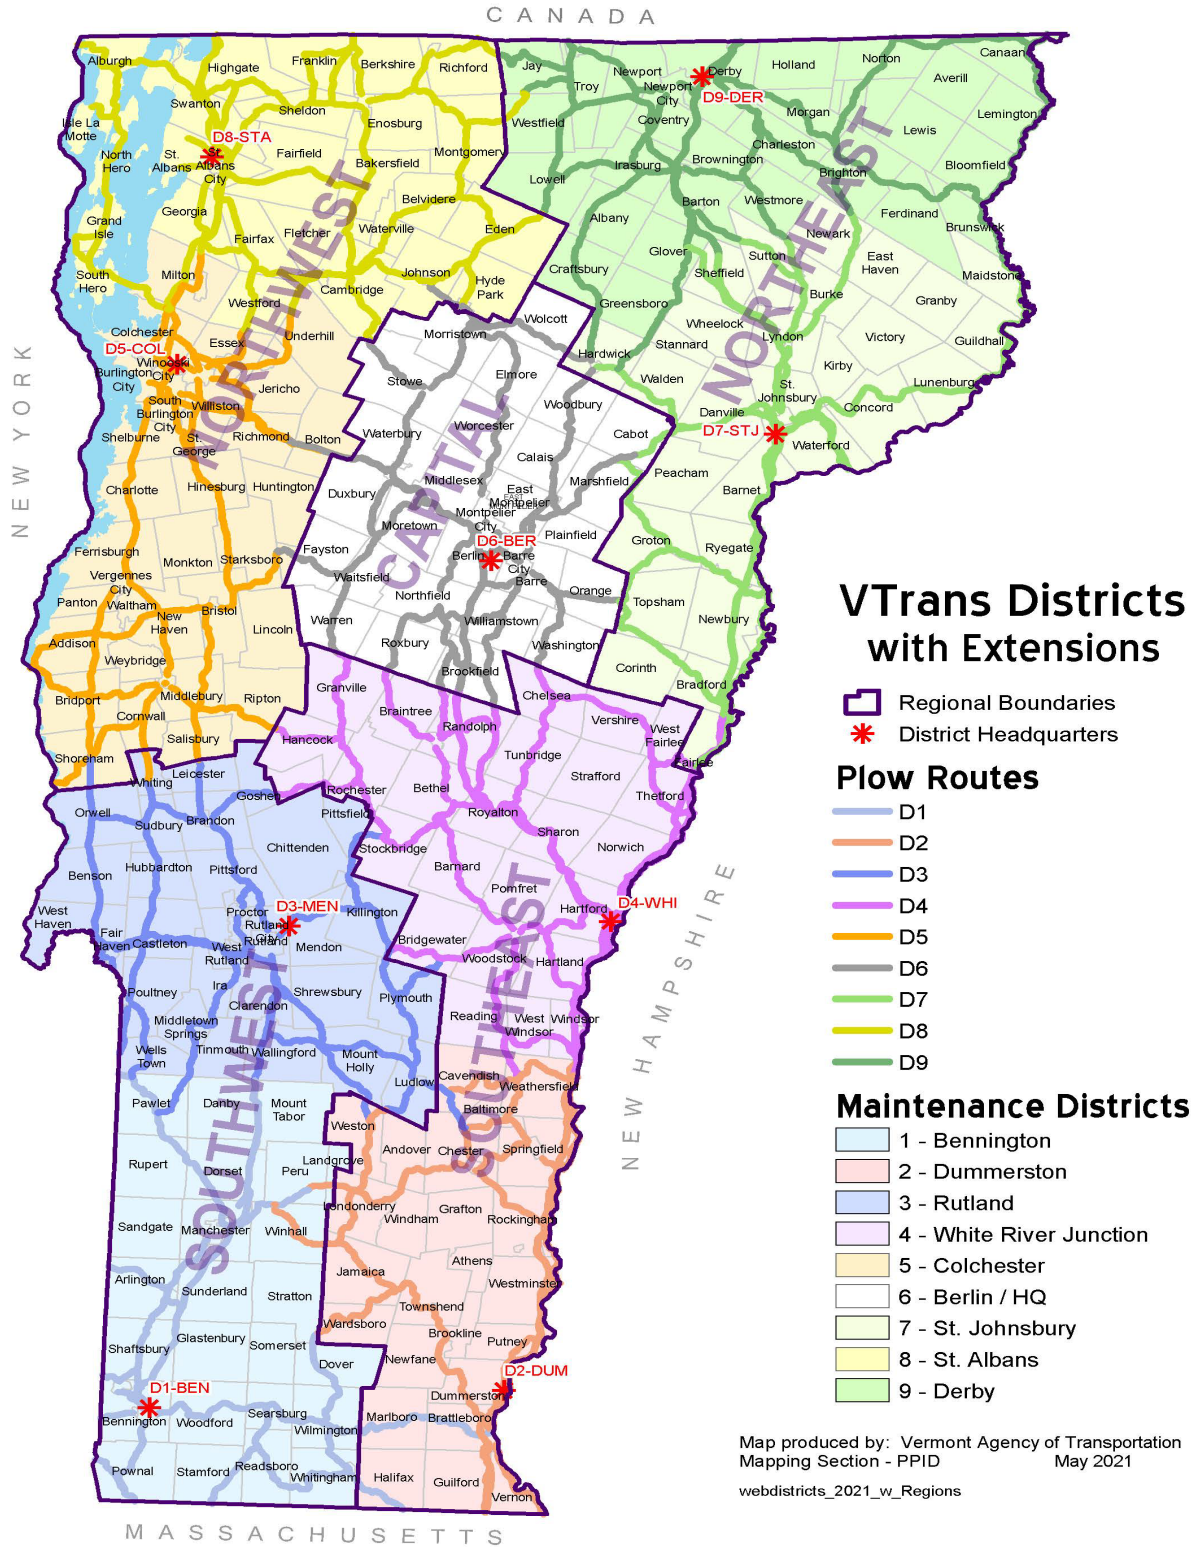 CANADA
Alburgh
Highgate
Franklin
Berkshire
Richford
Jay
Troy
Newport
Newport
City
Derby
D9-DER
Holland
Norton
Canaan
Averill
Swanton
Sheldon
Enosburg
Westfield
Coventry
Morgan
Lemington
Isle La
Motte
D8-STA
North
Hero
St.
Albans
St.
Albans
City
Fairfield
Bakersfield
Montgomery
Lowell
Irasburg
Brownington
Charleston
Brighton
Lewis
Bloomfield
Grand
Isle
Georgia
Fairfax
Fletcher
Waterville
Belvidere
Eden
Albany
Barton
Westmore
Newark
Ferdinand
Brunswick
South
Hero
Milton
Westford
Cambridge
Johnson
Hyde
Park
Craftsbury
Glover
Sheffield
Sutton
East
Haven
Maidstone
NORTHWEST
NORTHEAST
Colchester
D5-COL
Winooski
City
Burlington
City
Essex
Underhill
Jericho
Morristown
Wolcott
Greensboro
Hardwick
Stannard
Wheelock
Burke
Lyndon
Granby
Victory
Guildhall
Kirby
Stowe
Elmore
Woodbury
Walden
Danville
St.
Johnsbury
Concord
Lunenburg
D7-STJ
Waterford
NEW YORK
South
Burlington
City
Williston
Shelburne
St.
George
Richmond
Bolton
Waterbury
Worcester
Calais
Cabot
Peacham
Barnet
Charlotte
Hinesburg
Huntington
Duxbury
Middlesex
East
Montpelier
EAST
Marshfield
Montpelier
City
Moretown
D6-BER
Berlin
Barre
City
Barre
Plainfield
Groton
Ryegate
CAPITAL
Ferrisburgh
Vergennes
City
Monkton
Starksboro
Fayston
Waitsfield
Northfield
Orange
Topsham
Newbury
Panton
Waltham
New
Haven
Bristol
Lincoln
Warren
Roxbury
Williamstown
Washington
Corinth
Bradford
Addison
Weybridge
Brookfield
Bridport
Cornwall
Middlebury
Ripton
Salisbury
Granville
Braintree
Randolph
Chelsea
Vershire
West
Fairlee
Fairlee
Hancock
Tunbridge
Strafford
Shoreham
Whiting
Leicester
Goshen
Rochester
Bethel
Royalton
Thetford
Orwell
Sudbury
Brandon
Pittsfield
Sharon
Norwich
Benson
Hubbardton
Pittsford
Chittenden
Stockbridge
Barnard
Pomfret
West
Haven
Fair
Haven
Castleton
Proctor
Rutland
City
West
Rutland
Rutland
D3-MEN
Mendon
Killington
Bridgewater
Woodstock
Hartford
D4-WHI
Hartland
Poultney
Ira
Clarendon
Shrewsbury
Plymouth
Reading
West
Windsor
Windsor
Middletown
Springs
Wells
Town
Tinmouth
Wallingford
Mount
Holly
Ludlow
Cavendish
Weathersfield
Baltimore
SOUTHWEST
SOUTHEAST
NEW HAMPSHIRE
Pawlet
Danby
Mount
Tabor
Weston
Andover
Chester
Springfield
Rupert
Dorset
Peru
Landgrove
Londonderry
Windham
Grafton
Rockingham
Sandgate
Manchester
Winhall
Jamaica
Athens
Westminster
Arlington
Sunderland
Stratton
Townshend
Brookline
Putney
Wardsboro
Newfane
Shaftsbury
Glastenbury
Somerset
Dover
D2-DUM
Dummerston
D1-BEN
Bennington
Woodford
Searsburg
Wilmington
Marlboro
Brattleboro
Pownal
Stamford
Readsboro
Whitingham
Halifax
Guilford
Vernon
MASSACHUSETTS
VTrans Districts
with Extensions
Regional Boundaries
District Headquarters
Plow Routes
D1
D2
D3
D4
D5
D6
D7
D8
D9
Maintenance Districts
1 - Bennington
2 - Dummerston
3 - Rutland
4 - White River Junction
5 - Colchester
6 - Berlin / HQ
7 - St. Johnsbury
8 - St. Albans
9 - Derby
Map produced by: Vermont Agency of Transportation
Mapping Section - PPID May 2021
webdistricts_2021_w_Regions